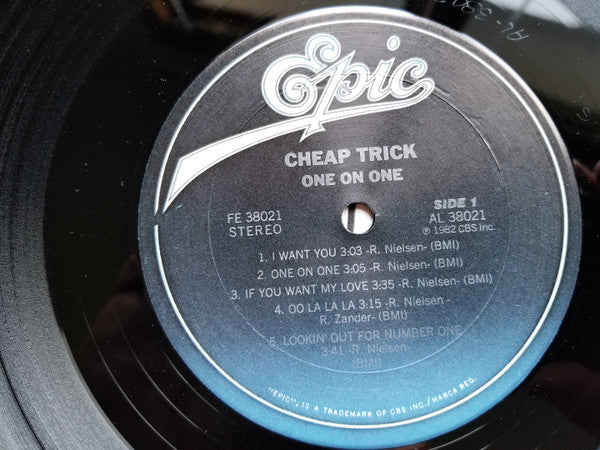 Epic
CHEAP TRICK
ONE ON ONE
FE 38021
STEREO
SIDE 1
AL 38021
℗ 1982 CBS Inc.
1. I WANT YOU 3:03 -R. Nielsen- (BMI)
2. ONE ON ONE 3:05 -R. Nielsen- (BMI)
3. IF YOU WANT MY LOVE 3:35 -R. Nielsen- (BMI)
4. OO LA LA LA 3:15 -R. Nielsen -
R. Zander- (BMI)
5. LOOKIN' OUT FOR NUMBER ONE
3:41 -R. Nielsen-
(BMI)
"EPIC", IS A TRADEMARK OF CBS INC./MARCA REG.